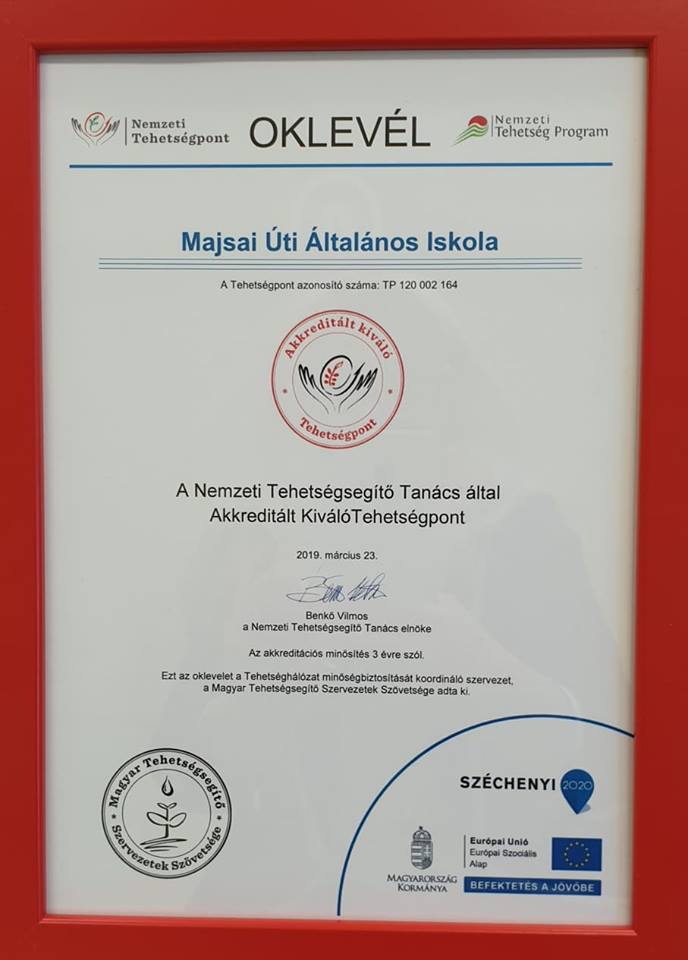 Nemzeti
Tehetségpont
OKLEVÉL
Nemzeti
Tehetség Program
Majsai Úti Általános Iskola
A Tehetségpont azonosító száma: TP 120 002 164
Akkreditált kiváló
Tehetségpont
A Nemzeti Tehetségsegítő Tanács által
Akkreditált KiválóTehetségpont
2019. március 23.
Benkő Vilmos
a Nemzeti Tehetségsegítő Tanács elnöke
Az akkreditációs minősítés 3 évre szól.
Ezt az oklevelet a Tehetséghálózat minőségbiztosítását koordináló szervezet,
a Magyar Tehetségsegítő Szervezetek Szövetsége adta ki.
Magyar Tehetségsegítő
Szervezetek Szövetsége
SZÉCHENYI 2020
MAGYARORSZÁG
KORMÁNYA
Európai Unió
Európai Szociális
Alap
BEFEKTETÉS A JÖVŐBE